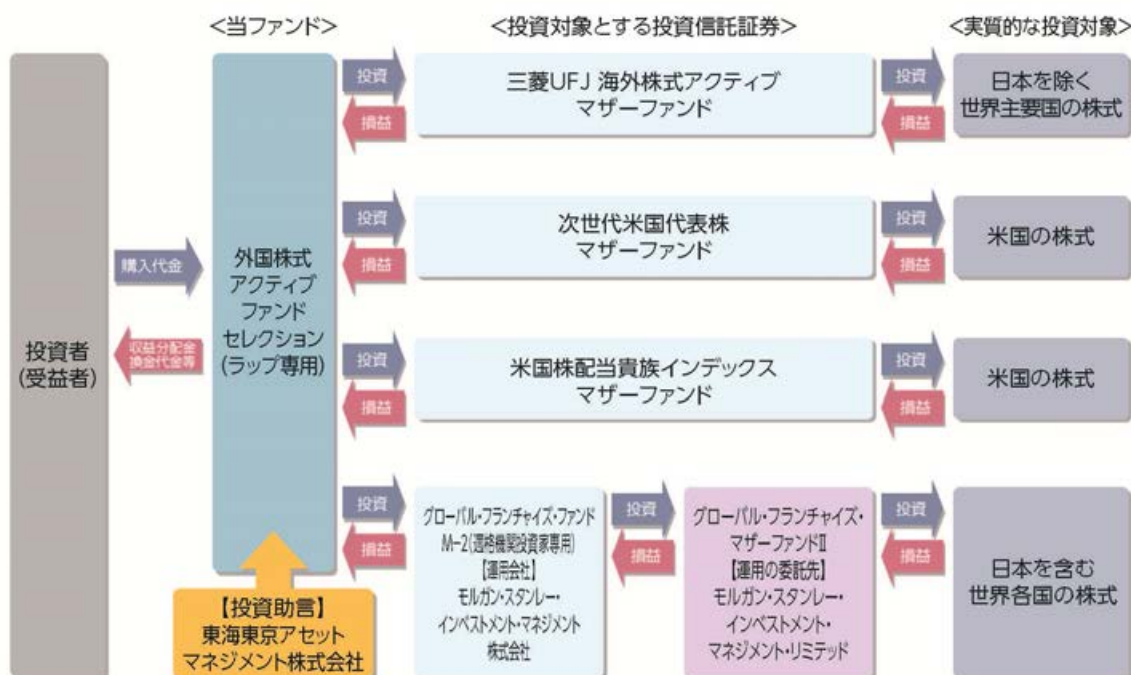 <当ファンド>
<投資対象とする投資信託証券>
<実質的な投資対象>
投資者
(受益者)
購入代金
収益分配金
換金代金等
外国株式
アクティブ
ファンド
セレクション
(ラップ専用)
【投資助言】
東海東京アセット
マネジメント株式会社
投資
損益
三菱UFJ 海外株式アクティブ
マザーファンド
投資
損益
日本を除く
世界主要国の株式
投資
損益
次世代米国代表株
マザーファンド
投資
損益
米国の株式
投資
損益
米国株配当貴族インデックス
マザーファンド
投資
損益
米国の株式
投資
損益
グローバル・フランチャイズ・ファンド
M-2(適格機関投資家専用)
【運用会社】
モルガン・スタンレー・
インベストメント・マネジメント
株式会社
投資
損益
グローバル・フランチャイズ・
マザーファンドⅡ
【運用の委託先】
モルガン・スタンレー・
インベストメント・
マネジメント・リミテッド
投資
損益
日本を含む
世界各国の株式